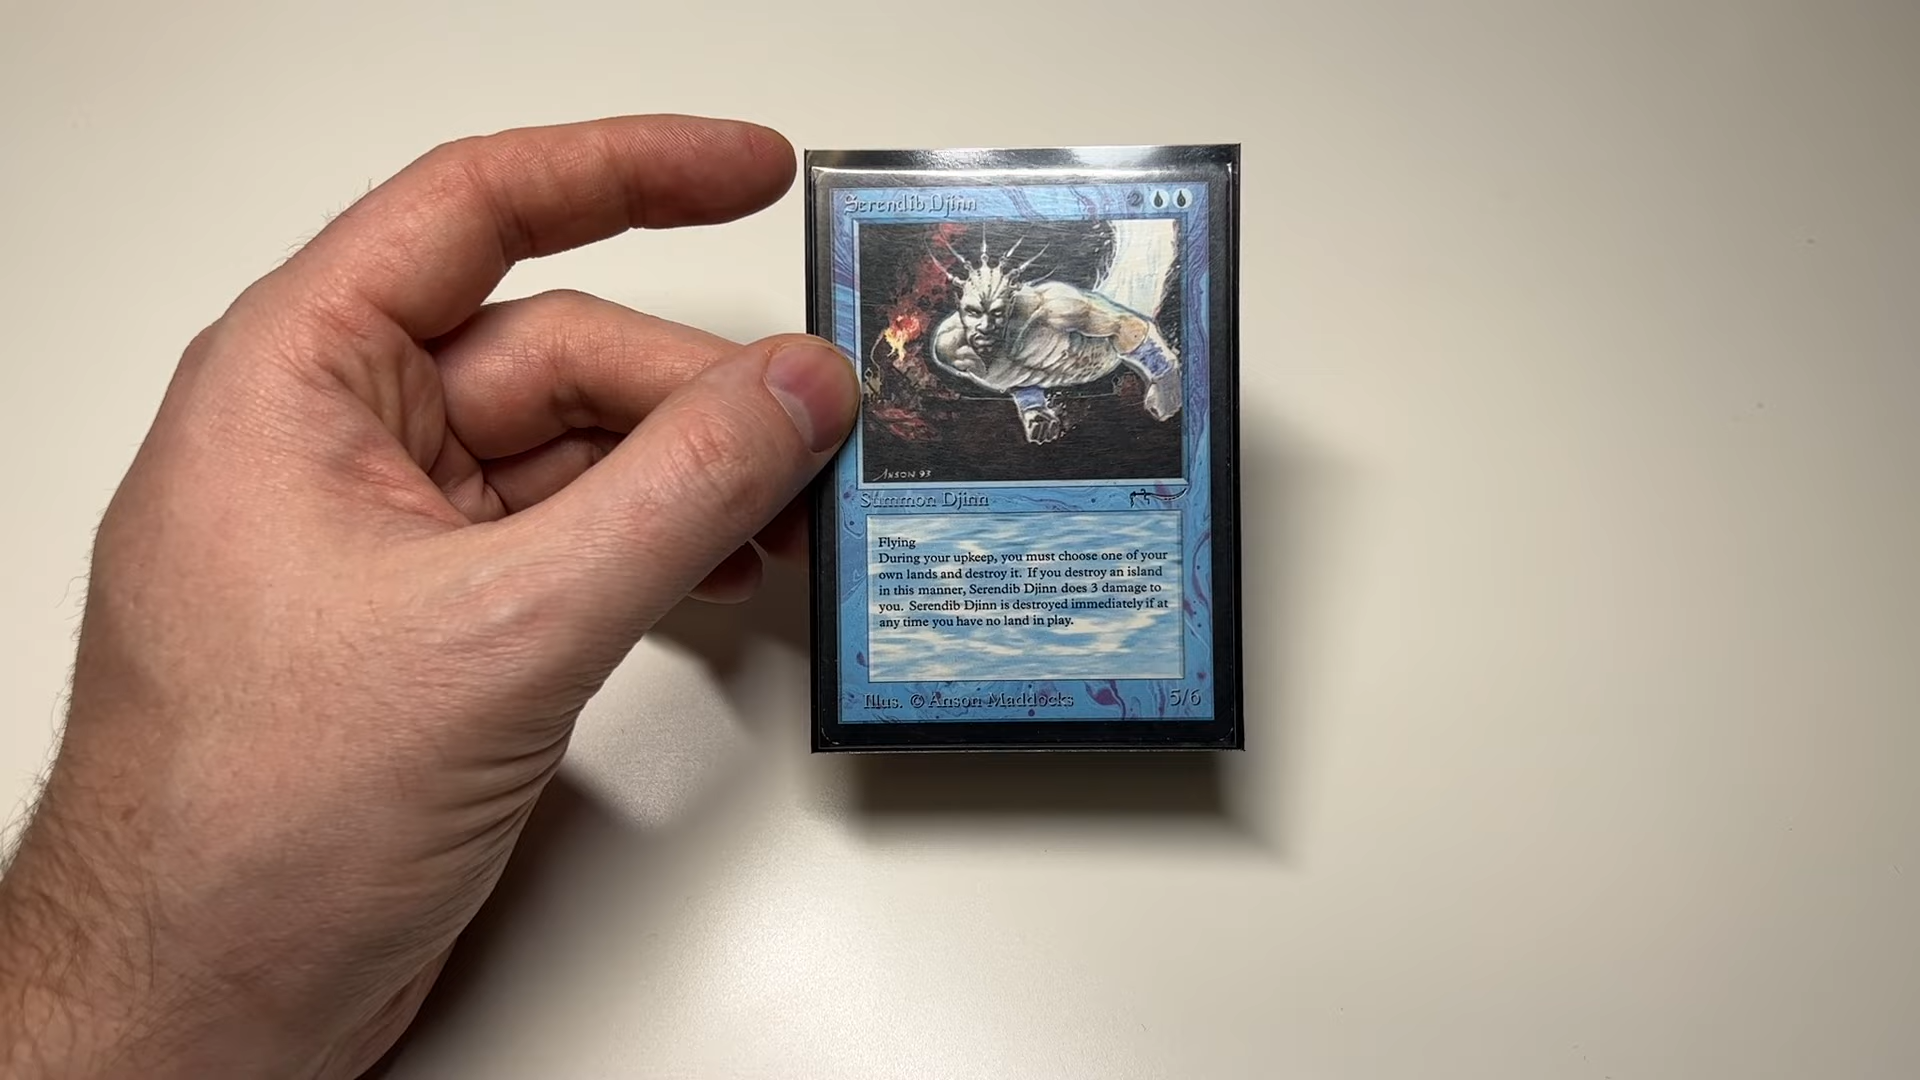 Serendib Djinn 2
ANSON 93
Summon Djinn
Flying
During your upkeep, you must choose one of your
own lands and destroy it. If you destroy an island
in this manner, Serendib Djinn does 3 damage to
you. Serendib Djinn is destroyed immediately if at
any time you have no land in play.
Illus. © Anson Maddocks 5/6